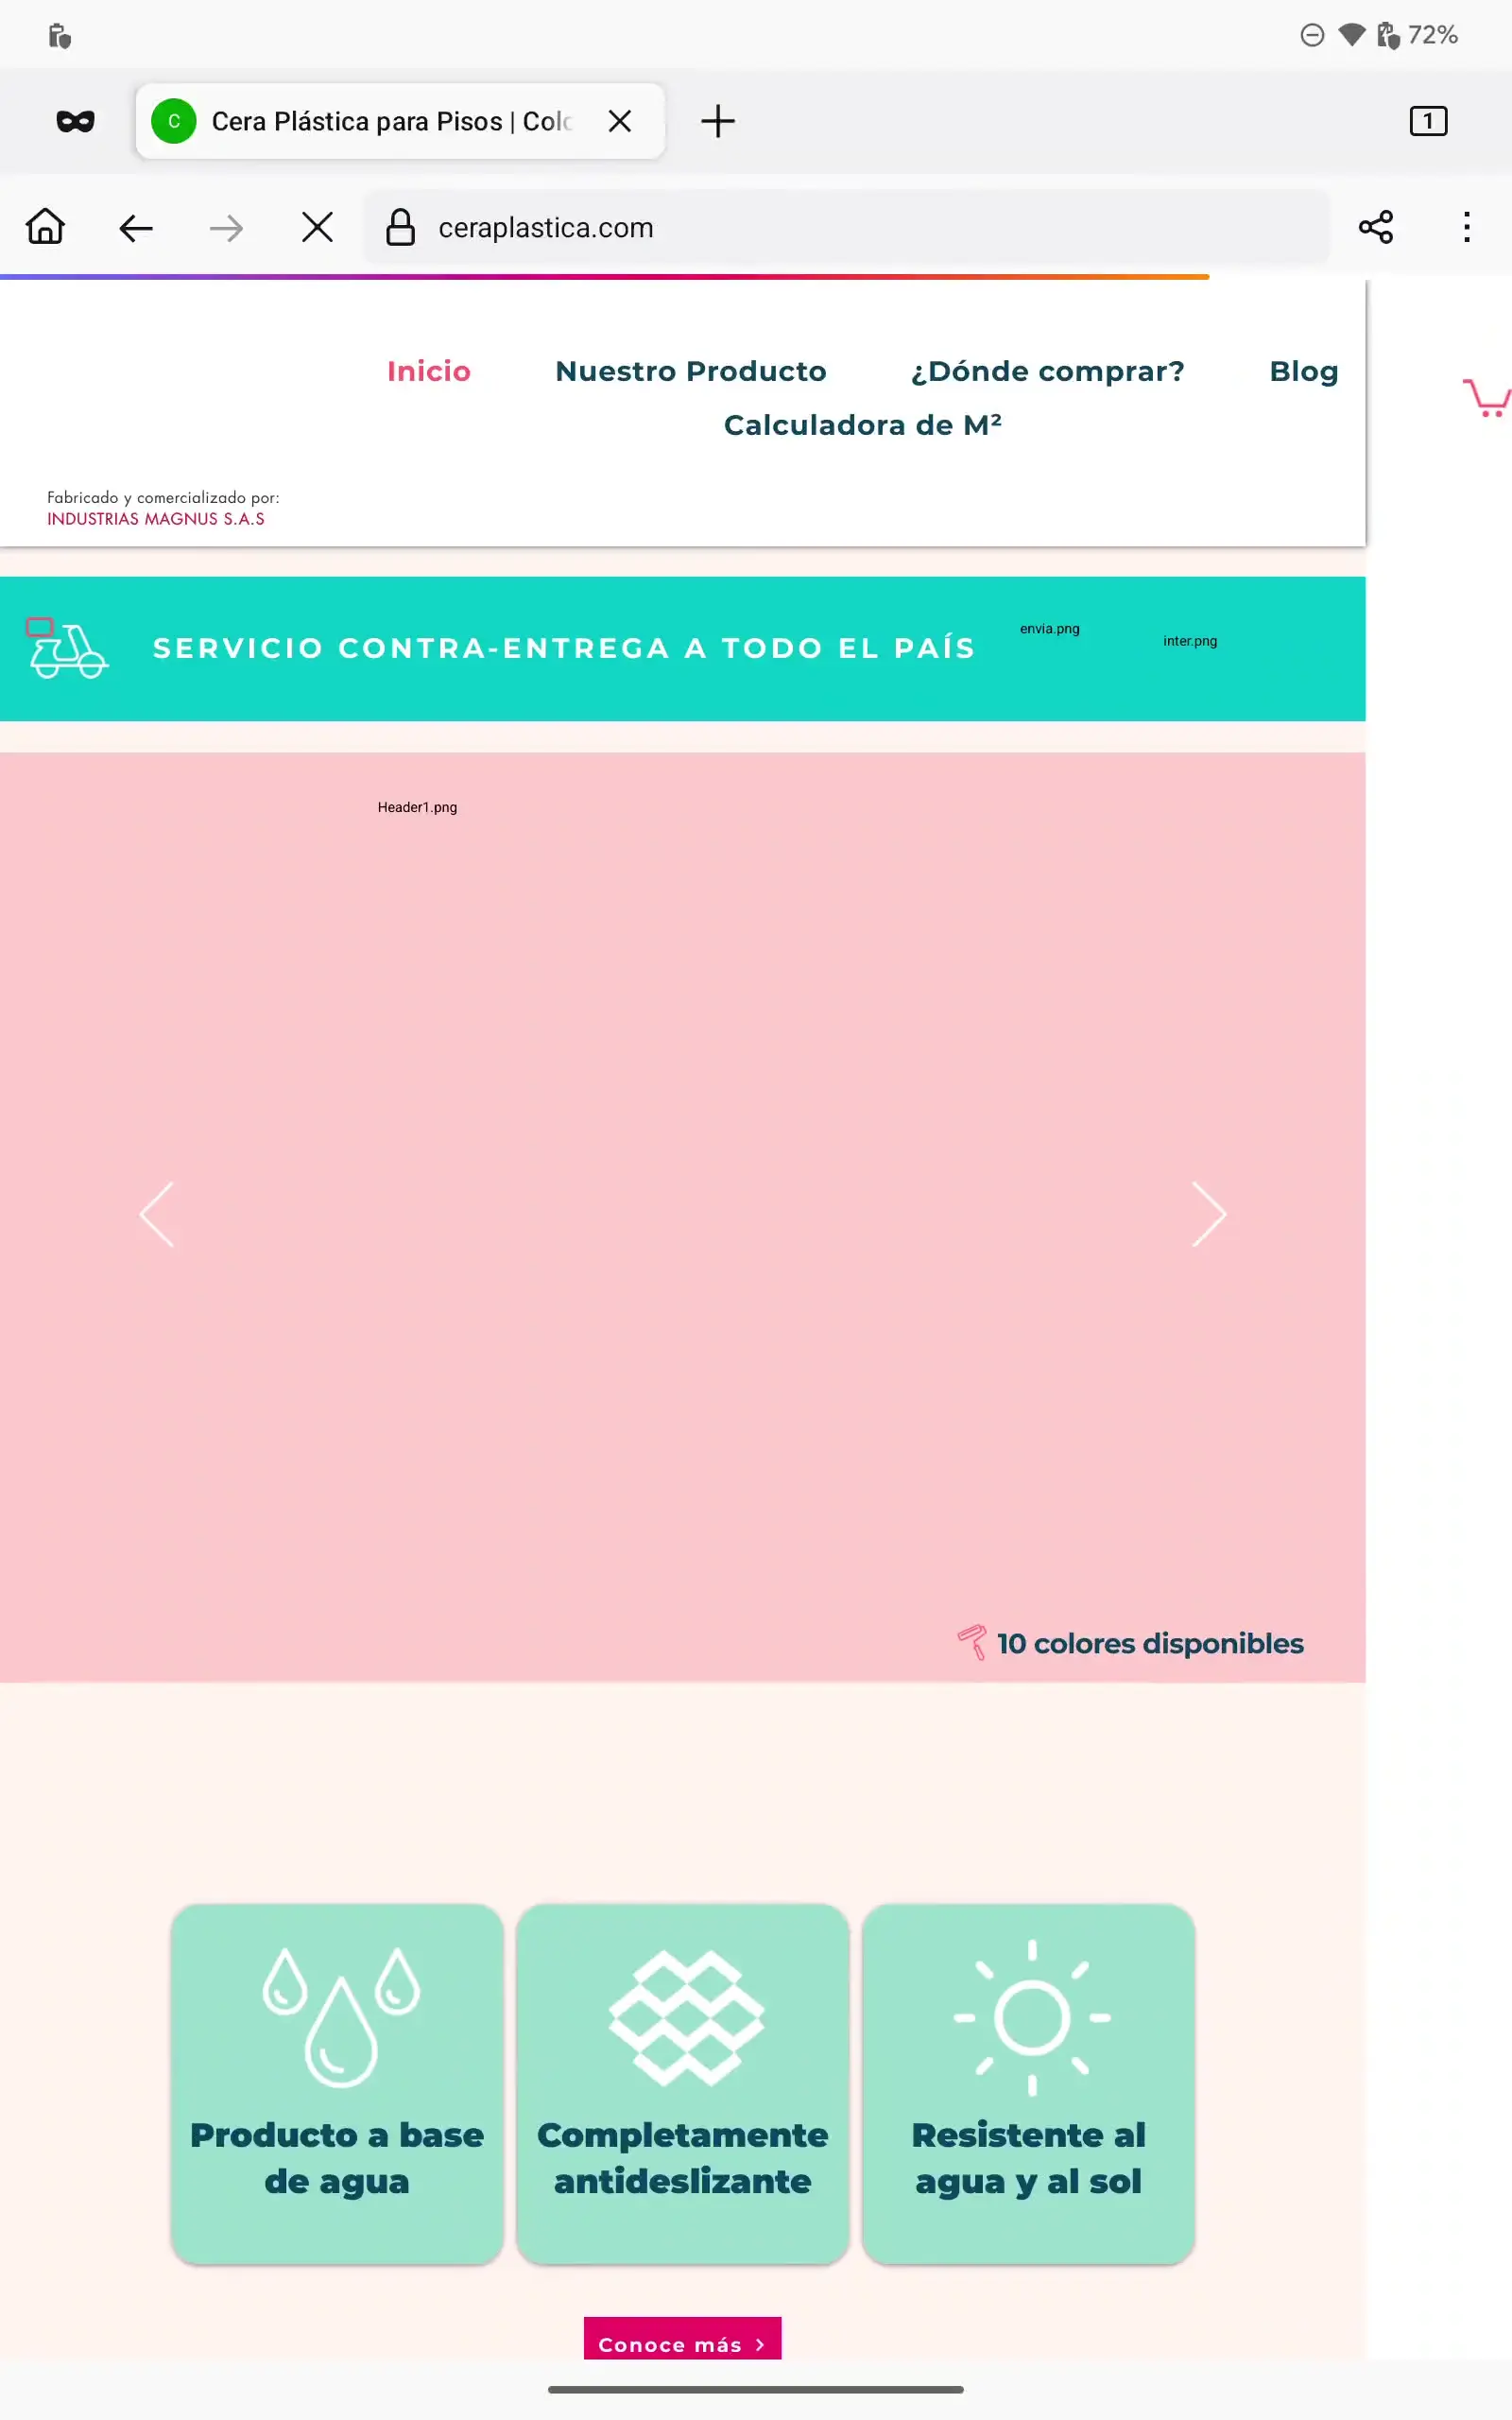 72%
C
Cera Plástica para Pisos | Colo
1
ceraplastica.com
Inicio
Nuestro Producto
¿Dónde comprar?
Blog
Calculadora de M²
Fabricado y comercializado por:
INDUSTRIAS MAGNUS S.A.S
SERVICIO CONTRA-ENTREGA A TODO EL PAÍS
envia.png
inter.png
Header1.png
10 colores disponibles
Producto a base
de agua
Completamente
antideslizante
Resistente al
agua y al sol
Conoce más >